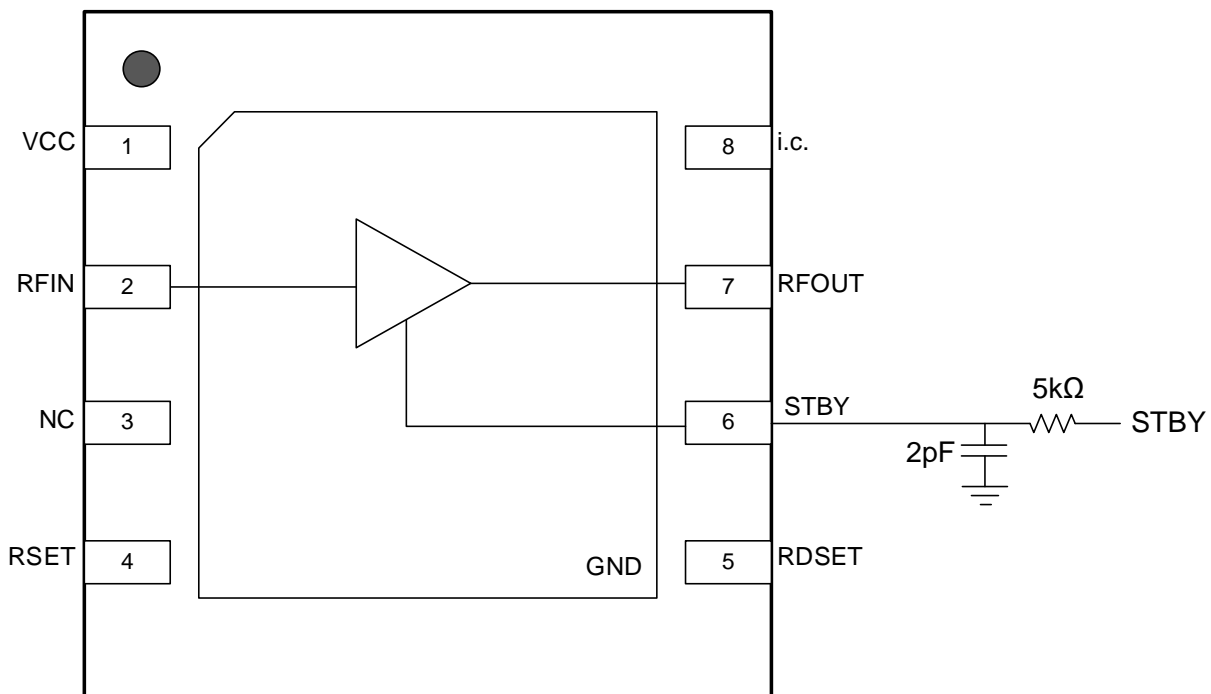 VCC
1
8
i.c.
RFIN
2
7
RFOUT
NC
3
6
STBY
5kΩ
STBY
2pF
RSET
4
GND
5
RDSET